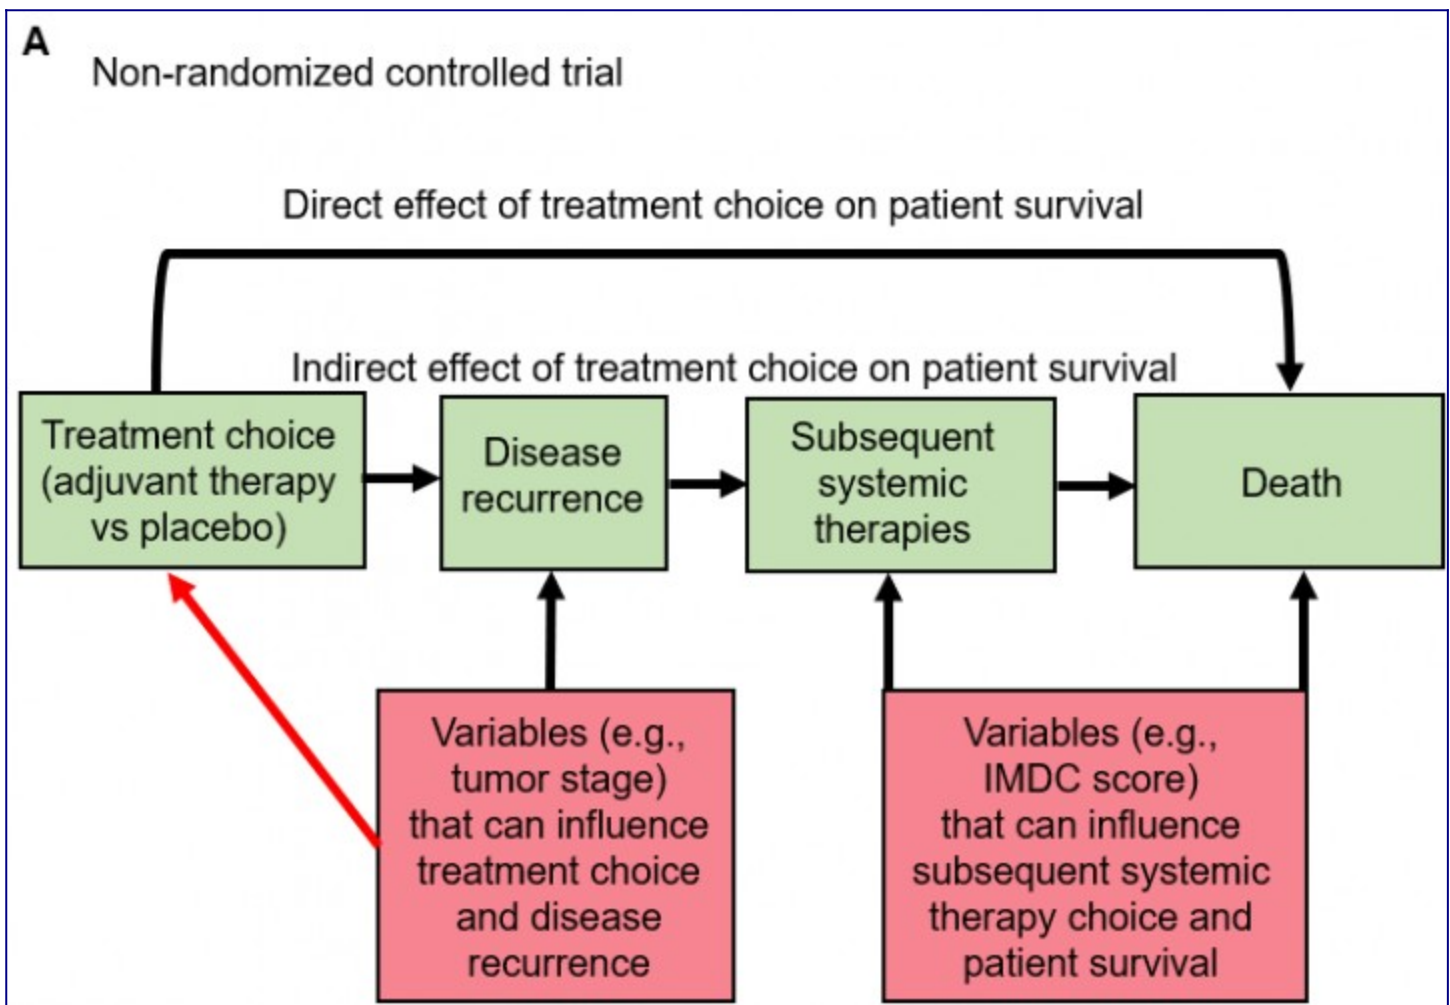 A
Non-randomized controlled trial
Direct effect of treatment choice on patient survival
Indirect effect of treatment choice on patient survival
Treatment choice
(adjuvant therapy
vs placebo)
Disease
recurrence
Subsequent
systemic
therapies
Death
Variables (e.g.,
tumor stage)
that can influence
treatment choice
and disease
recurrence
Variables (e.g.,
IMDC score)
that can influence
subsequent systemic
therapy choice and
patient survival